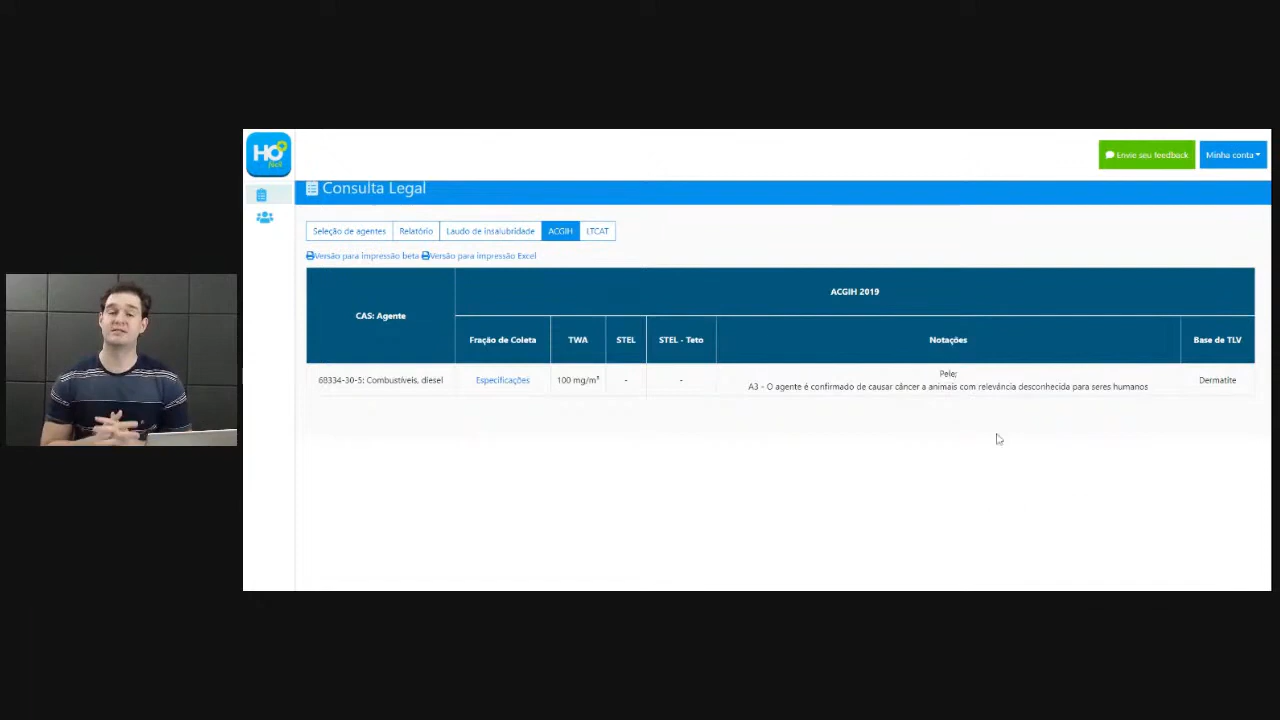 HO
fácil
Envie seu feedback
Minha conta
Consulta Legal
Seleção de agentes
Relatório
Laudo de insalubridade
ACGIH
LTCAT
Versão para impressão beta
Versão para impressão Excel
CAS: Agente
ACGIH 2019
Fração de Coleta
TWA
STEL
STEL - Teto
Notações
Base de TLV
68334-30-5: Combustíveis, diesel
Especificações
100 mg/m³
-
-
Pele;
A3 - O agente é confirmado de causar câncer a animais com relevância desconhecida para seres humanos
Dermatite